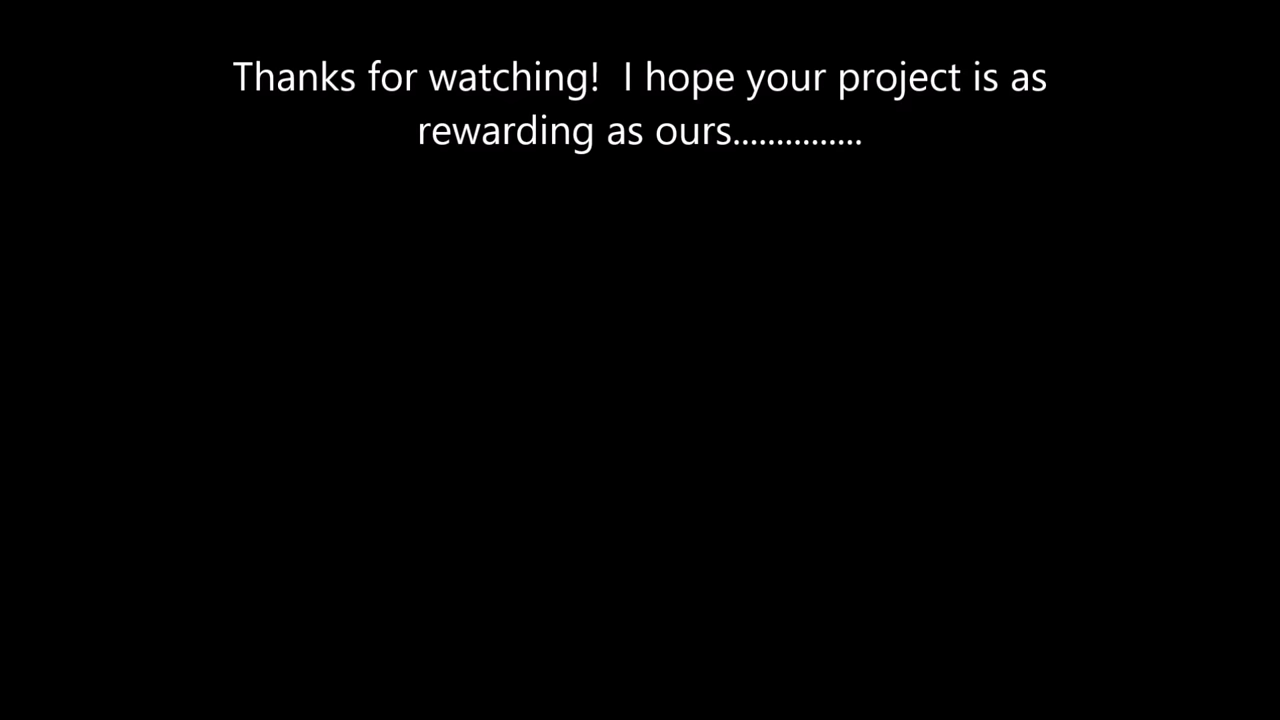 Thanks for watching!  I hope your project is as
rewarding as ours...............